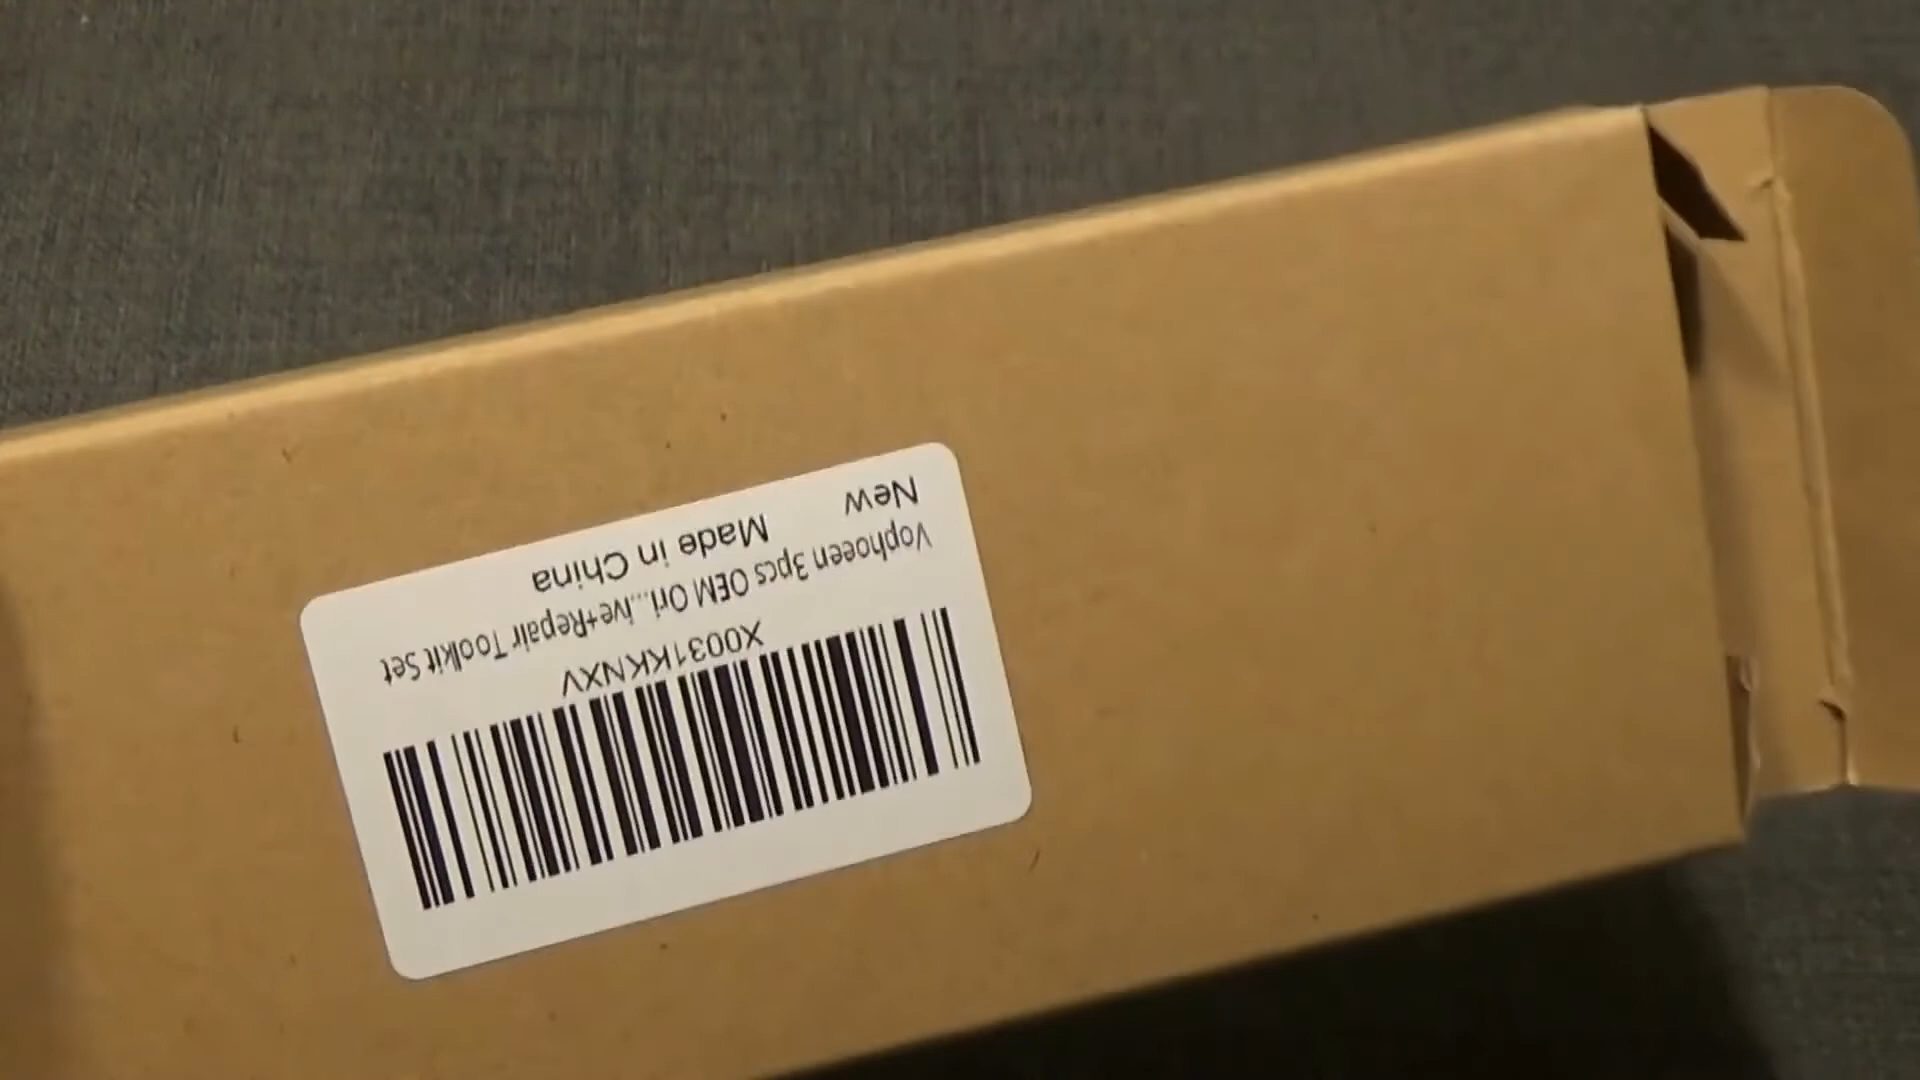 X0031KKNXV
Vophoeen 3pcs OEM Ori...ive+Repair Toolkit Set
New
Made in China